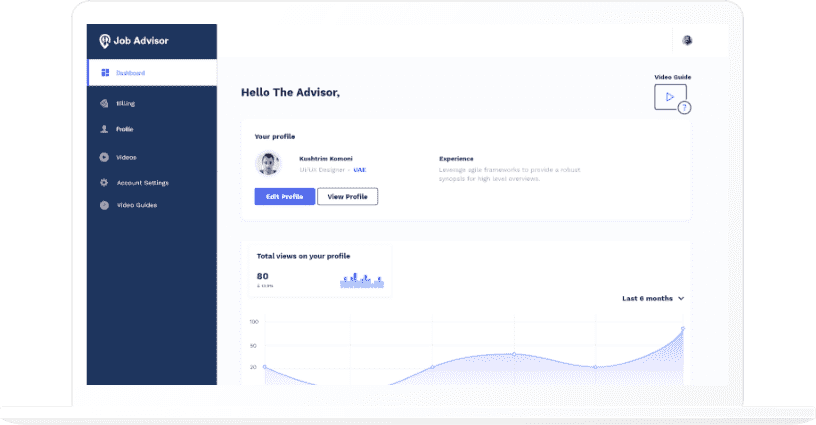 Job Advisor
Dashboard
Billing
Profile
Videos
Account Settings
Video Guides
Video Guide
?
Hello The Advisor,
Your profile
Kushtrim Komoni
UI/UX Designer - UAE
Experience
Leverage agile frameworks to provide a robust
synopsis for high level overviews.
Edit Profile
View Profile
Total views on your profile
80
Last 6 months
100
50
20